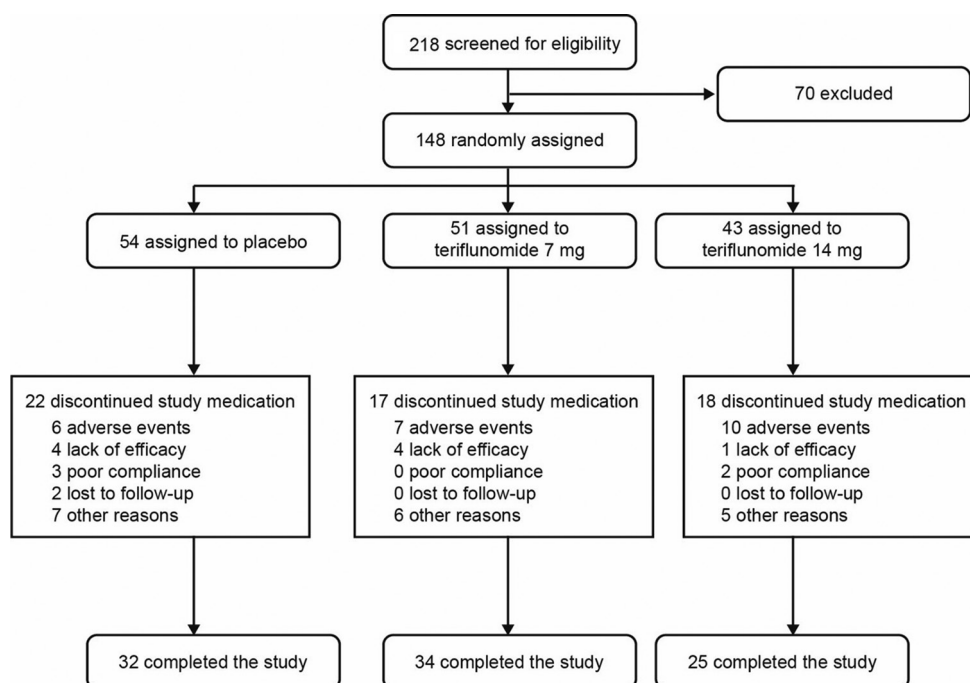 218 screened for eligibility
70 excluded
148 randomly assigned
54 assigned to placebo
51 assigned to
teriflunomide 7 mg
43 assigned to
teriflunomide 14 mg
22 discontinued study medication
6 adverse events
4 lack of efficacy
3 poor compliance
2 lost to follow-up
7 other reasons
17 discontinued study medication
7 adverse events
4 lack of efficacy
0 poor compliance
0 lost to follow-up
6 other reasons
18 discontinued study medication
10 adverse events
1 lack of efficacy
2 poor compliance
0 lost to follow-up
5 other reasons
32 completed the study
34 completed the study
25 completed the study